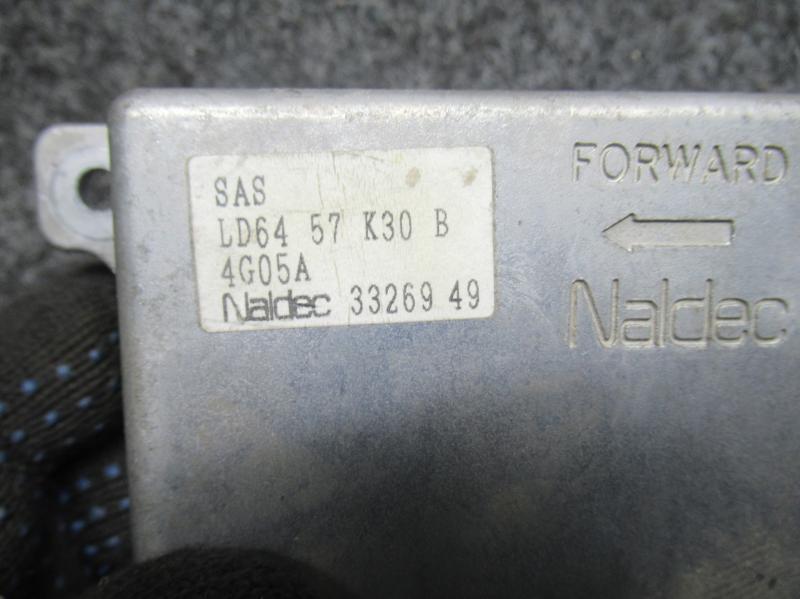 SAS
LD64 57 K30 B
4G05A
Naldec 33269 49
FORWARD
Naldec